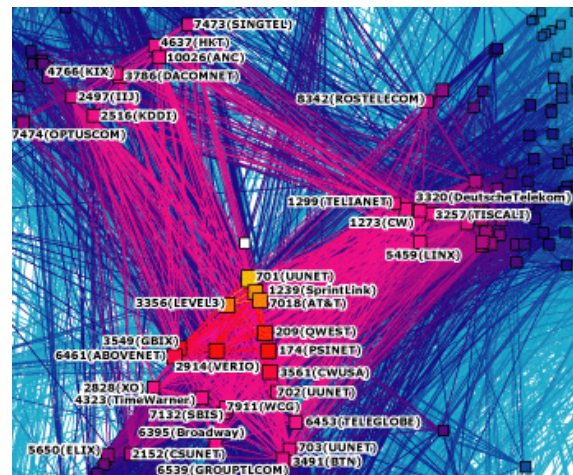 7473(SINGTEL)
4637(HKT)
10026(ANC)
4766(KIX)
3786(DACOMNET)
2497(IIJ)
2516(KDDI)
7474(OPTUSCOM)
8342(ROSTELECOM)
1299(TELIANET)
3320(DeutscheTelekom)
1273(CW)
3257(TISCALI)
5459(LINX)
701(UUNET)
1239(SprintLink)
3356(LEVEL3)
7018(AT&T)
209(QWEST)
3549(GBIX)
174(PSINET)
6461(ABOVENET)
2914(VERIO)
3561(CWUSA)
2828(XO)
702(UUNET)
4323(TimeWarner)
7911(WCG)
7132(SBIS)
6453(TELEGLOBE)
6395(Broadway)
703(UUNET)
5650(ELIX)
2152(CSUNET)
3491(BTN)
6539(GROUPTLCOM)